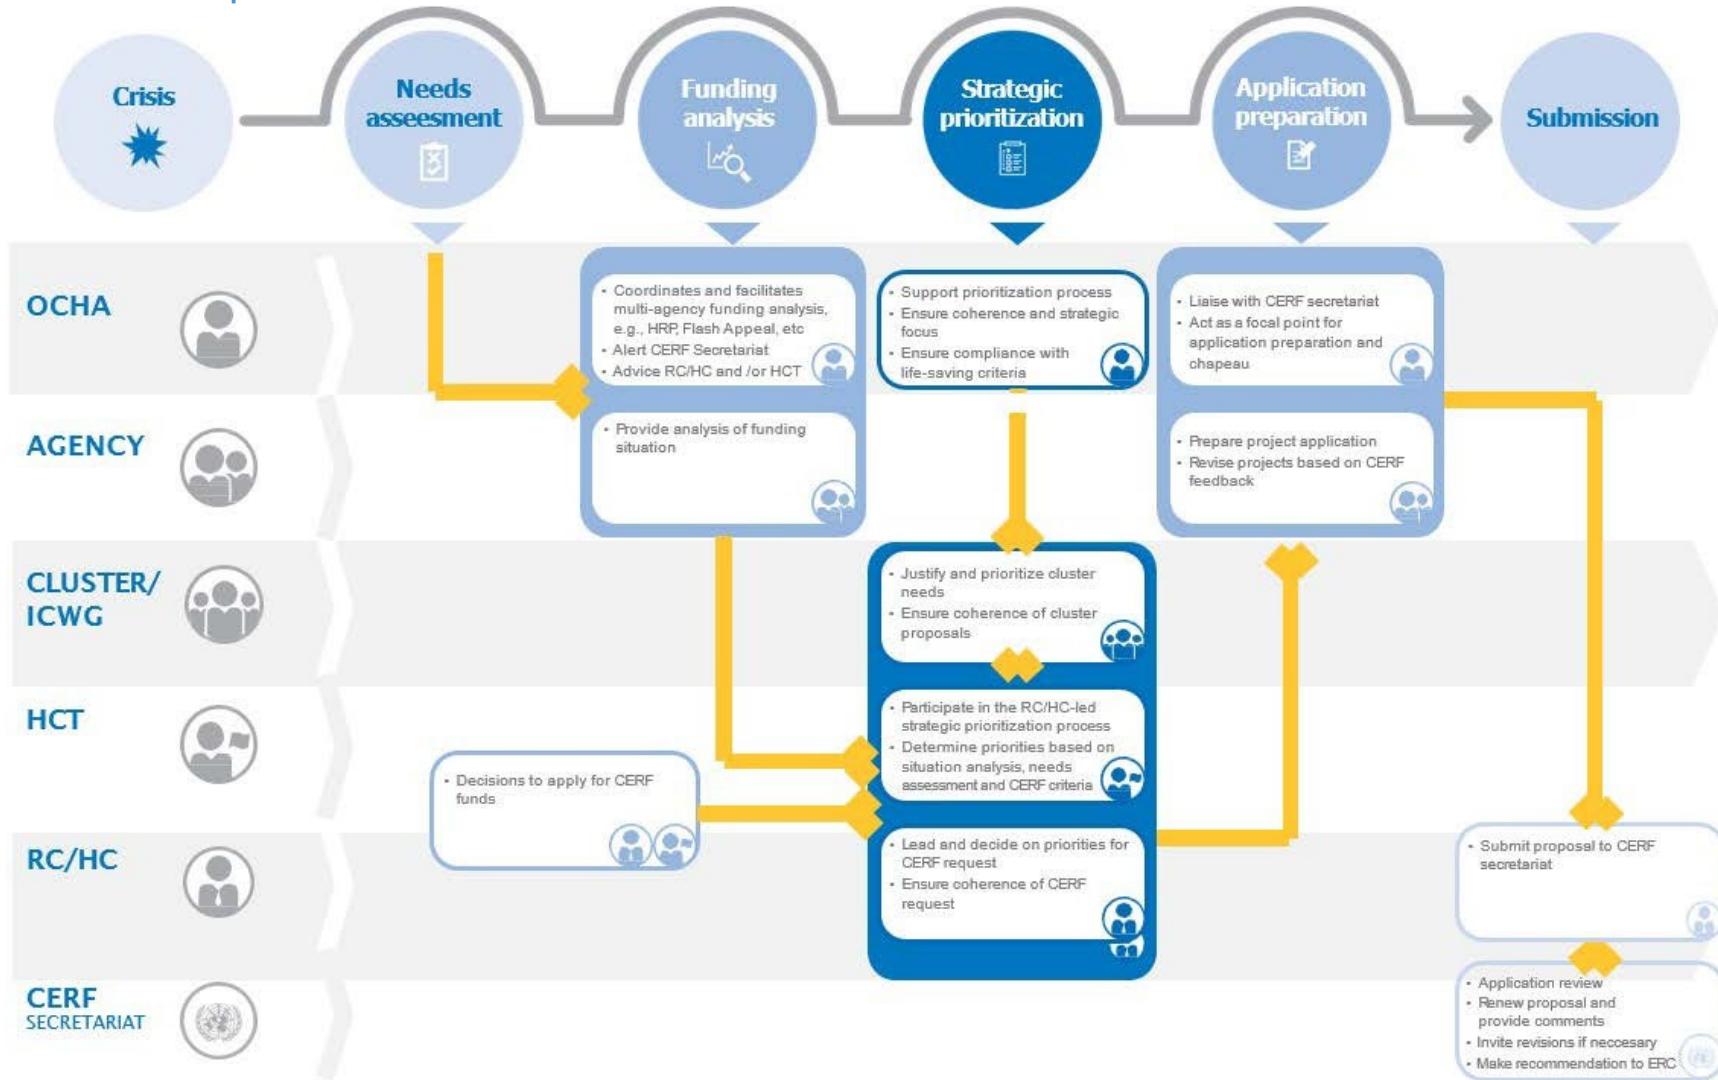 Crisis
Needs
asseesment
Funding
analysis
Strategic
prioritization
Application
preparation
Submission
OCHA
• Coordinates and facilitates
multi-agency funding analysis,
e.g., HRP, Flash Appeal, etc
• Alert CERF Secretariat
• Advice RC/HC and /or HCT
• Support prioritization process
• Ensure coherence and strategic
focus
• Ensure compliance with
life-saving criteria
• Liaise with CERF secretariat
• Act as a focal point for
application preparation and
chapeau
AGENCY
• Provide analysis of funding
situation
• Prepare project application
• Revise projects based on CERF
feedback
CLUSTER/
ICWG
• Justify and prioritize cluster
needs
• Ensure coherence of cluster
proposals
HCT
• Participate in the RC/HC-led
strategic prioritization process
• Determine priorities based on
situation analysis, needs
assessment and CERF criteria
• Decisions to apply for CERF
funds
RC/HC
• Lead and decide on priorities for
CERF request
• Ensure coherence of CERF
request
• Submit proposal to CERF
secretariat
CERF
SECRETARIAT
• Application review
• Renew proposal and
provide comments
• Invite revisions if neccesary
• Make recommendation to ERC